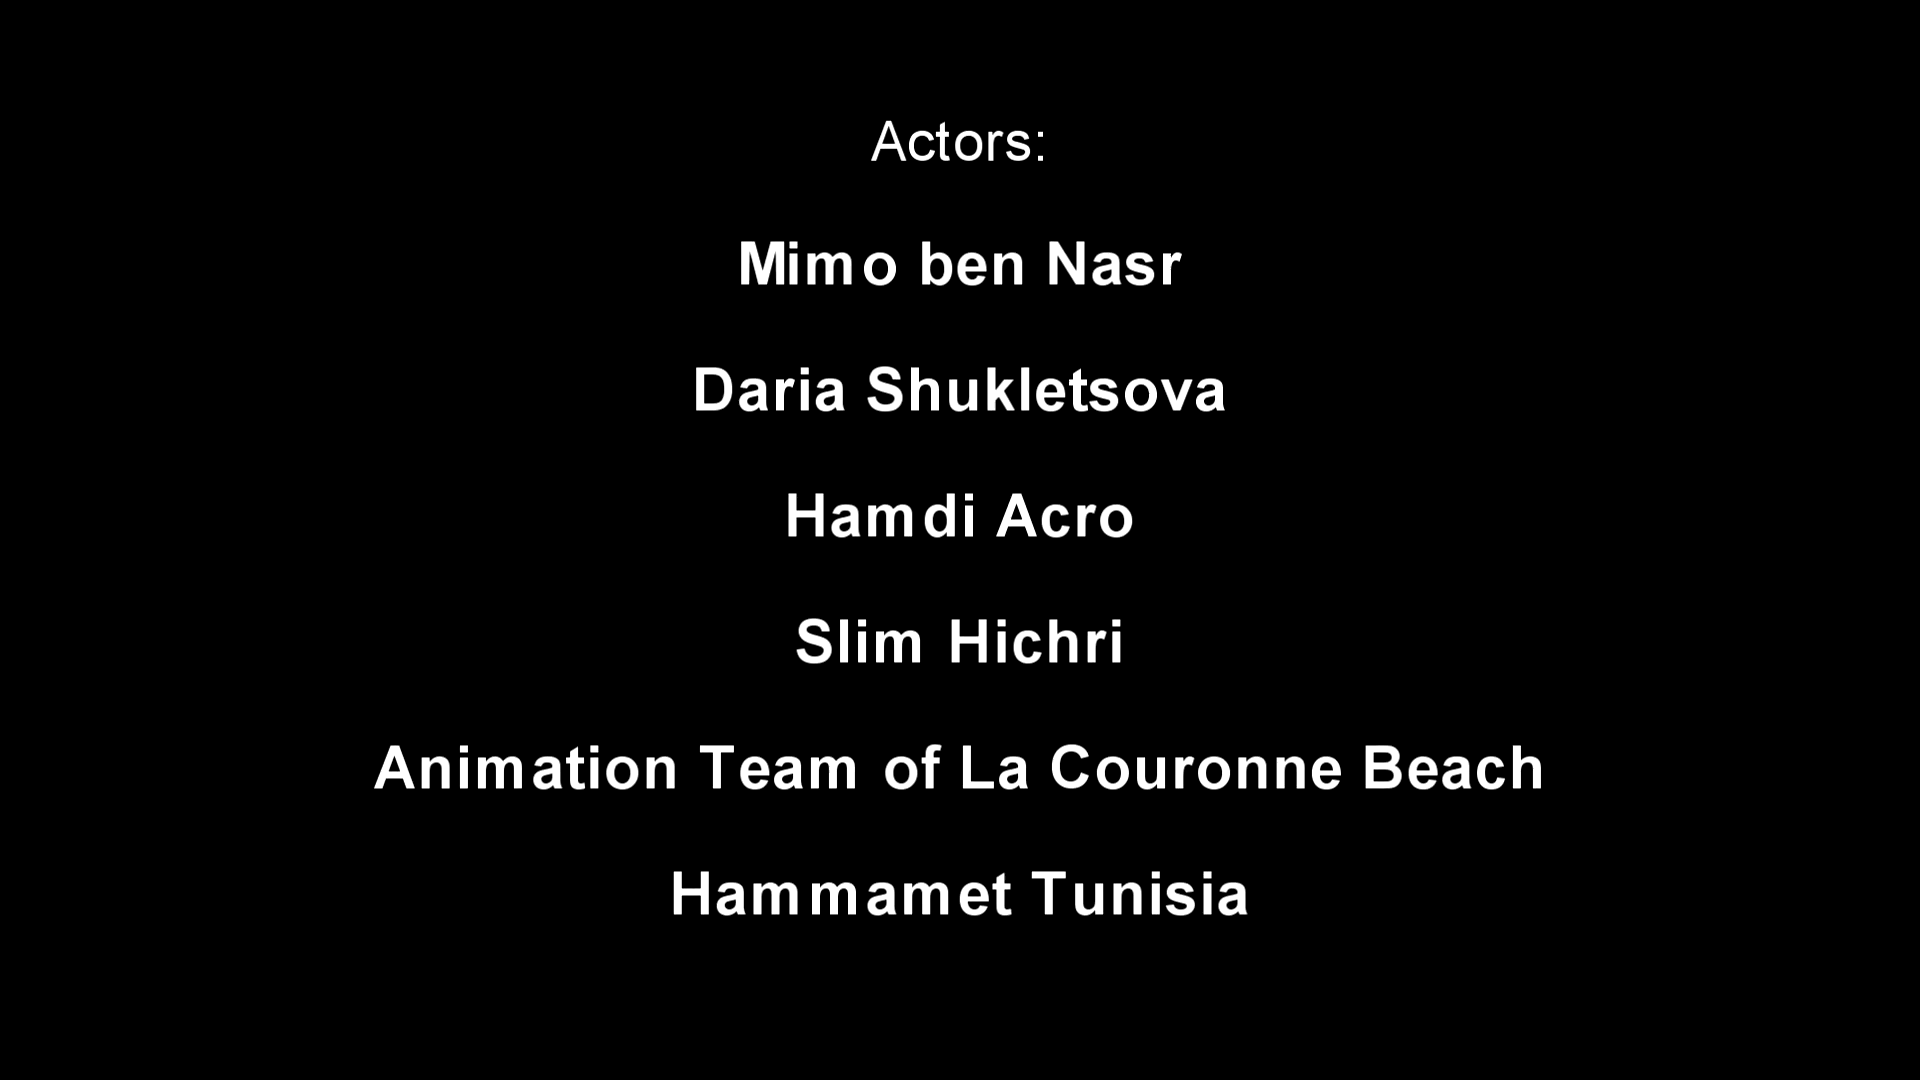 Actors:
Mimo ben Nasr
Daria Shukletsova
Hamdi Acro
Slim Hichri
Animation Team of La Couronne Beach
Hammamet Tunisia